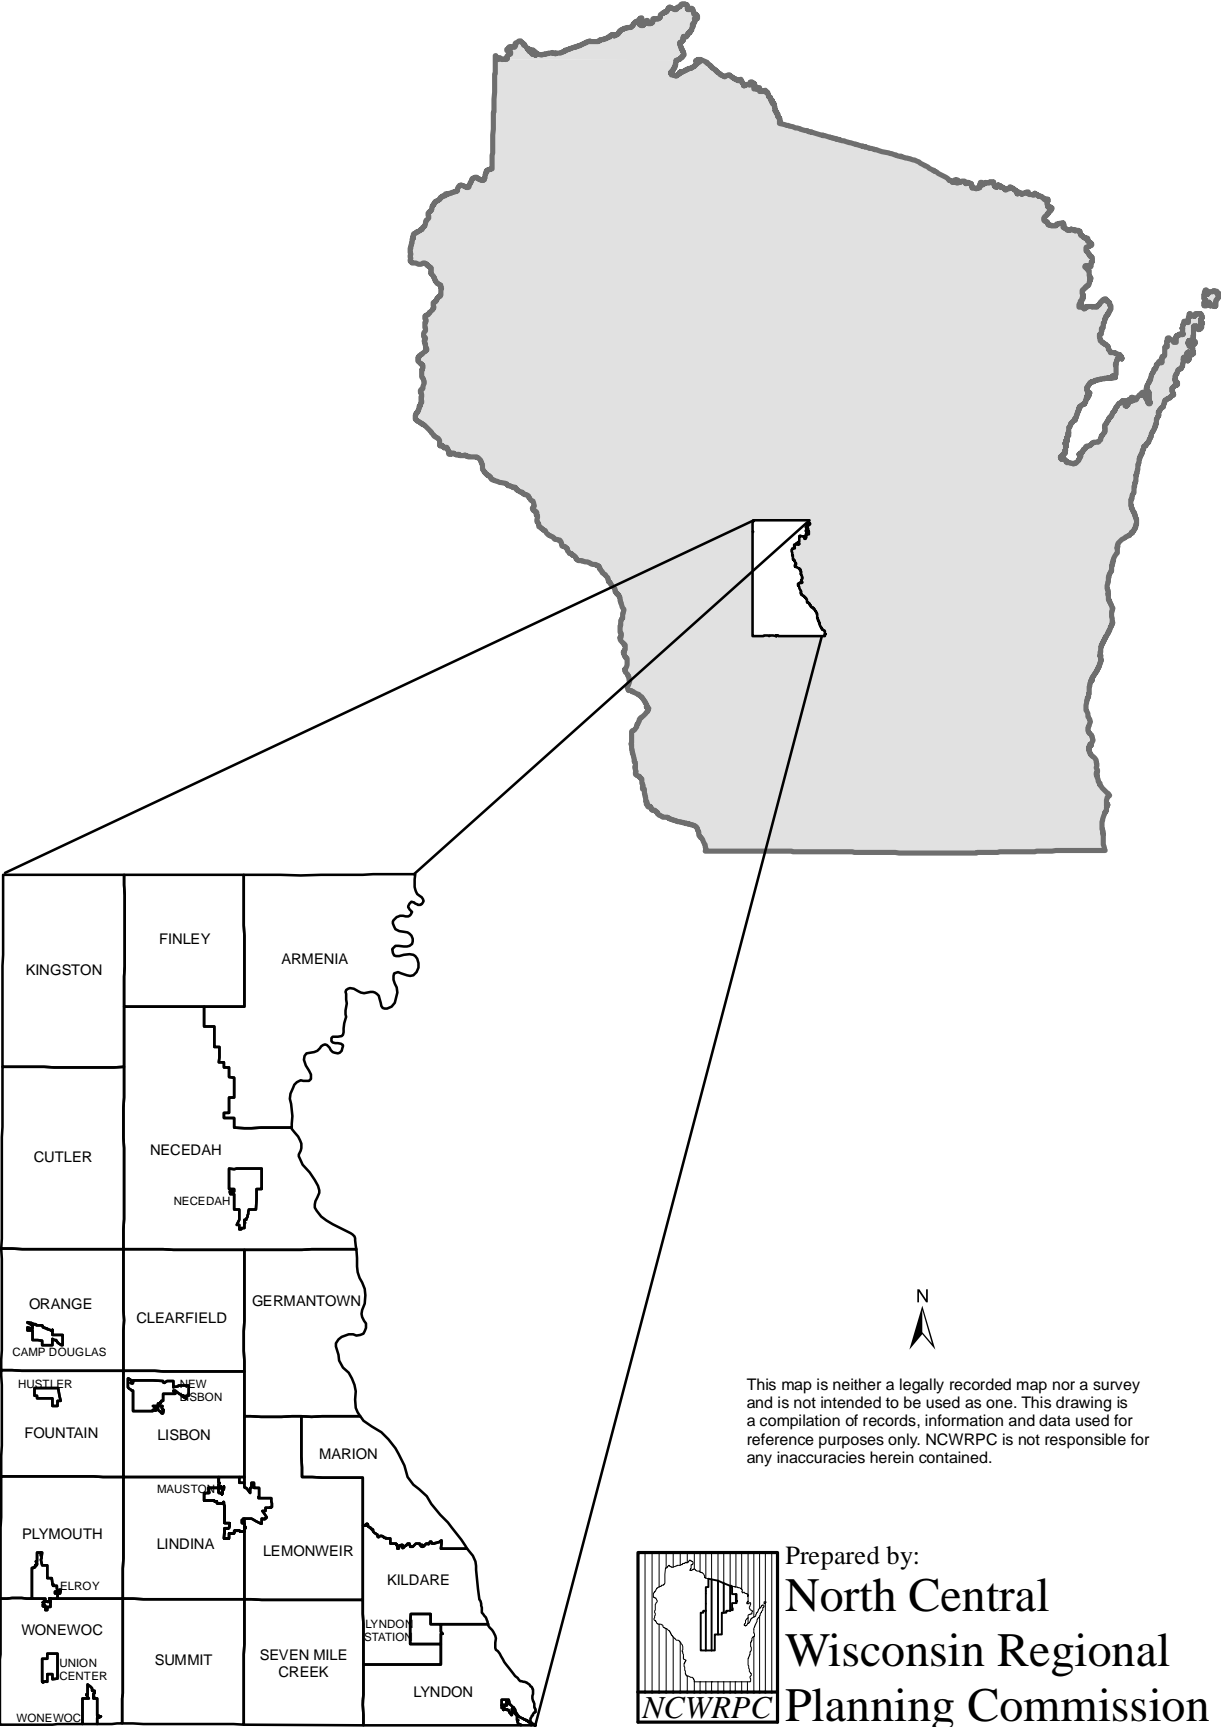 FINLEY
KINGSTON
ARMENIA
CUTLER
NECEDAH
NECEDAH
ORANGE
CLEARFIELD
GERMANTOWN
CAMP DOUGLAS
HUSTLER
NEW
LISBON
FOUNTAIN
LISBON
MARION
MAUSTON
PLYMOUTH
LINDINA
LEMONWEIR
ELROY
KILDARE
WONEWOC
LYNDON
STATION
UNION
CENTER
SUMMIT
SEVEN MILE
CREEK
LYNDON
WONEWOC
N
This map is neither a legally recorded map nor a survey
and is not intended to be used as one. This drawing is
a compilation of records, information and data used for
reference purposes only. NCWRPC is not responsible for
any inaccuracies herein contained.
Prepared by:
North Central
Wisconsin Regional
Planning Commission
NCWRPC